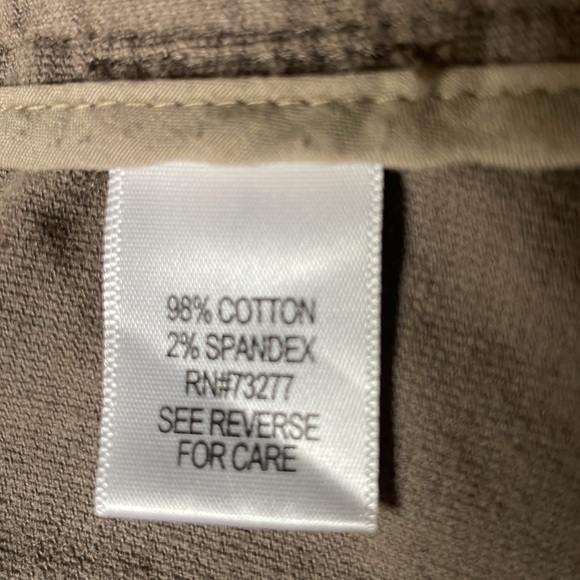 98% COTTON
2% SPANDEX
RN#73277
SEE REVERSE
FOR CARE